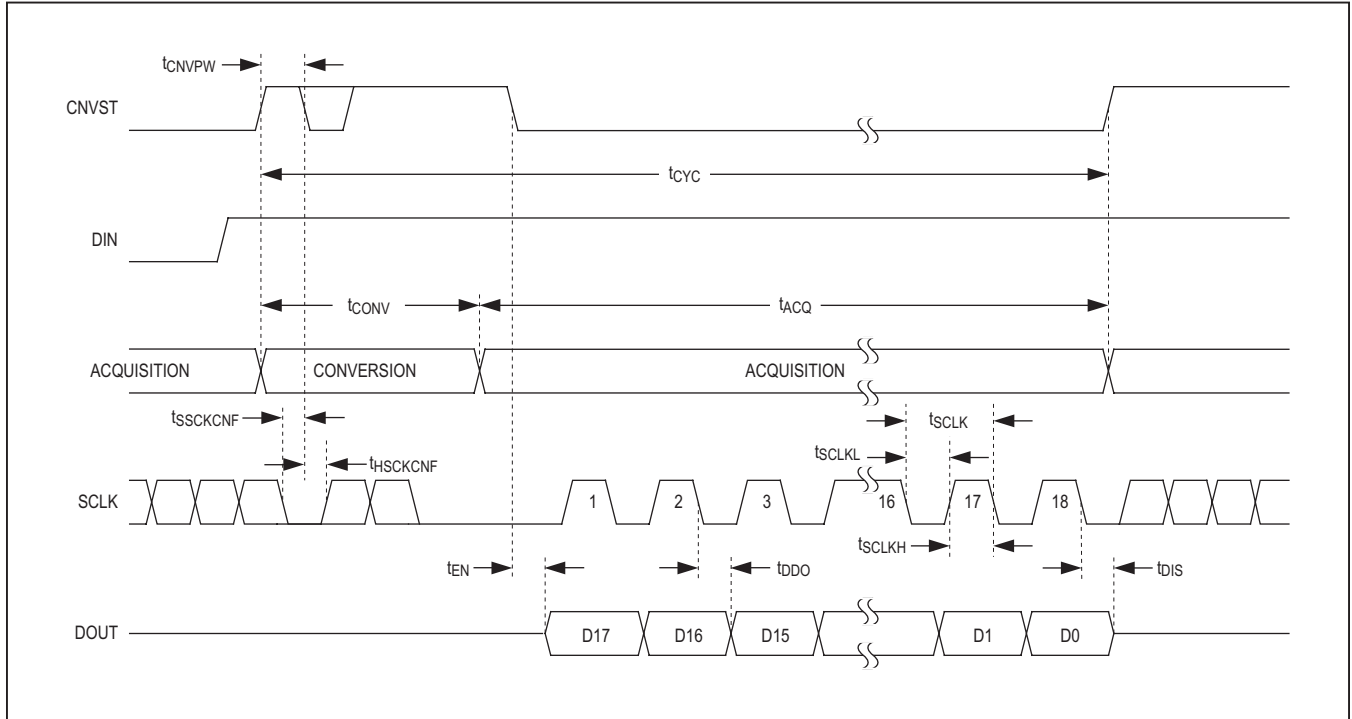 tCNVPW
CNVST
tCYC
DIN
tCONV
tACQ
ACQUISITION
CONVERSION
ACQUISITION
tSSCKCNF
tSCLK
tHSCKCNF
tSCLKL
SCLK
1
2
3
16
17
18
tSCLKH
tEN
tDDO
tDIS
DOUT
D17
D16
D15
D1
D0